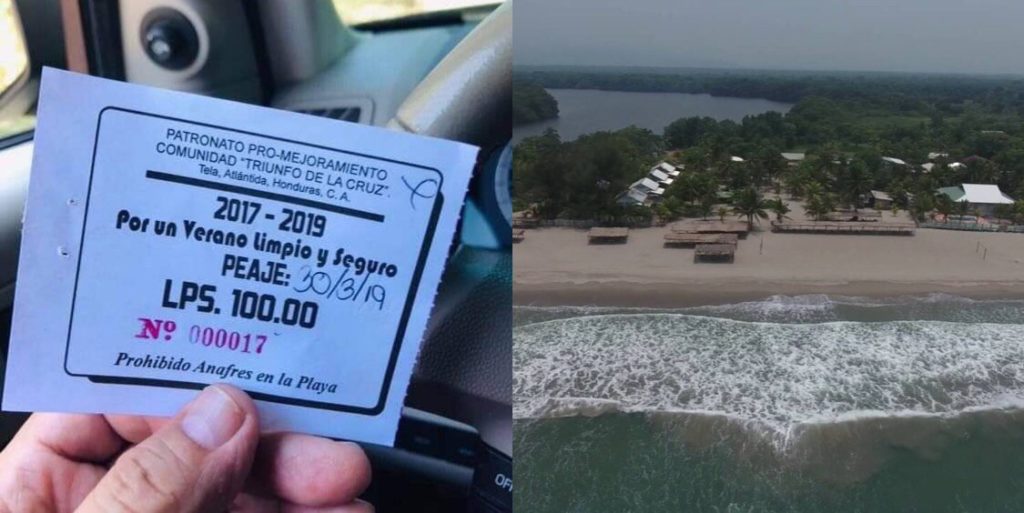 PATRONATO PRO-MEJORAMIENTO
COMUNIDAD "TRIUNFO DE LA CRUZ".
Tela, Atlántida, Honduras, C. A.
2017 - 2019
Por un Verano Limpio y Seguro
PEAJE: 30/3/19
LPS. 100.00
Nº 000017
Prohibido Anafres en la Playa
OFF